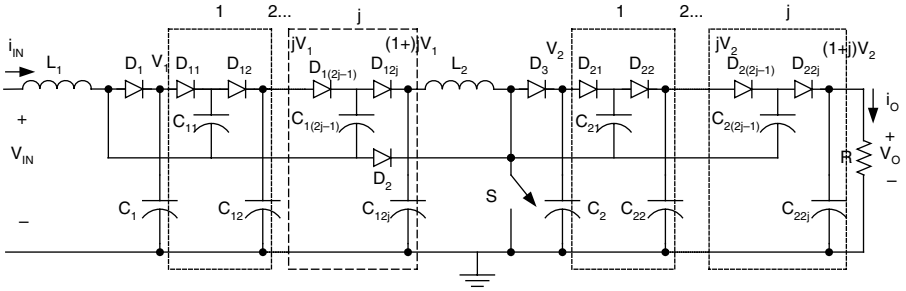 1 2... j 1 2... j
i_IN jV_1 (1+)jV_1 V_2 jV_2 (1+j)V_2
L_1 D_1 V_1 D_11 D_12 D_1(2j–1) D_12j L_2 D_3 D_21 D_22 D_2(2j–1) D_22j
i_O
+ C_11 C_1(2j–1) C_21 C_2(2j–1) +
V_IN D_2 R V_O
S –
– C_1 C_12 C_12j C_2 C_22 C_22j